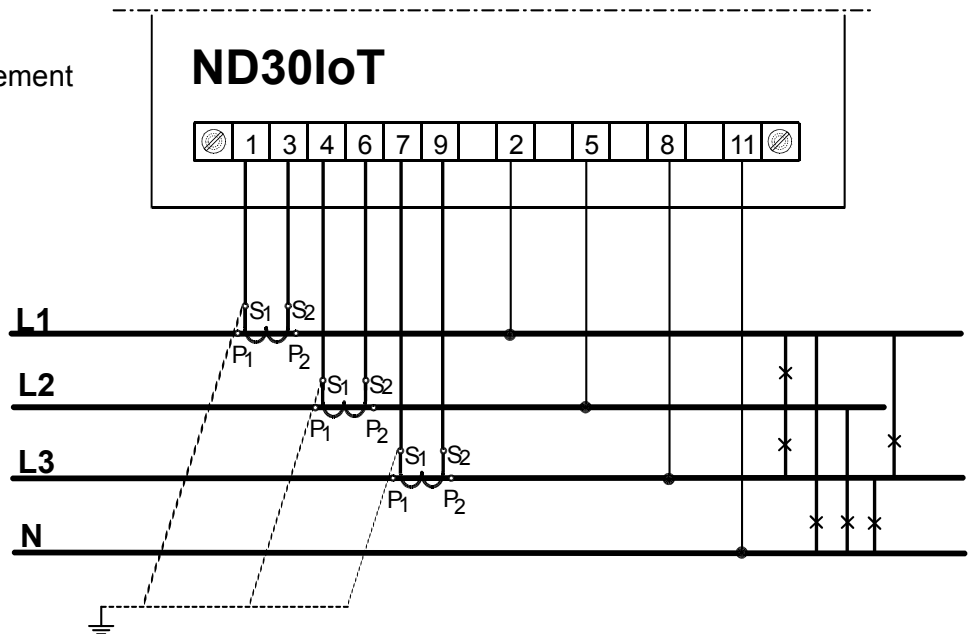 ement
ND30IoT
1 3 4 6 7 9 2 5 8 11
S1 S2
L1
P1 P2
S1 S2
L2
P1 P2
S1 S2
L3
P1 P2
N